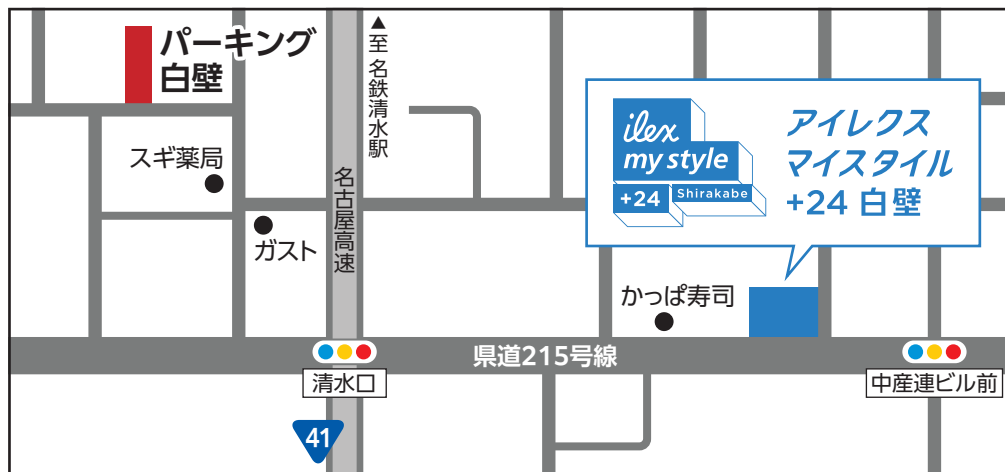 パーキング
白壁
▲
至 名鉄清水駅
スギ薬局
ガスト
名古屋高速
ilex
my style
+24
Shirakabe
アイレクス
マイスタイル
+24 白壁
かっぱ寿司
県道215号線
清水口
中産連ビル前
41